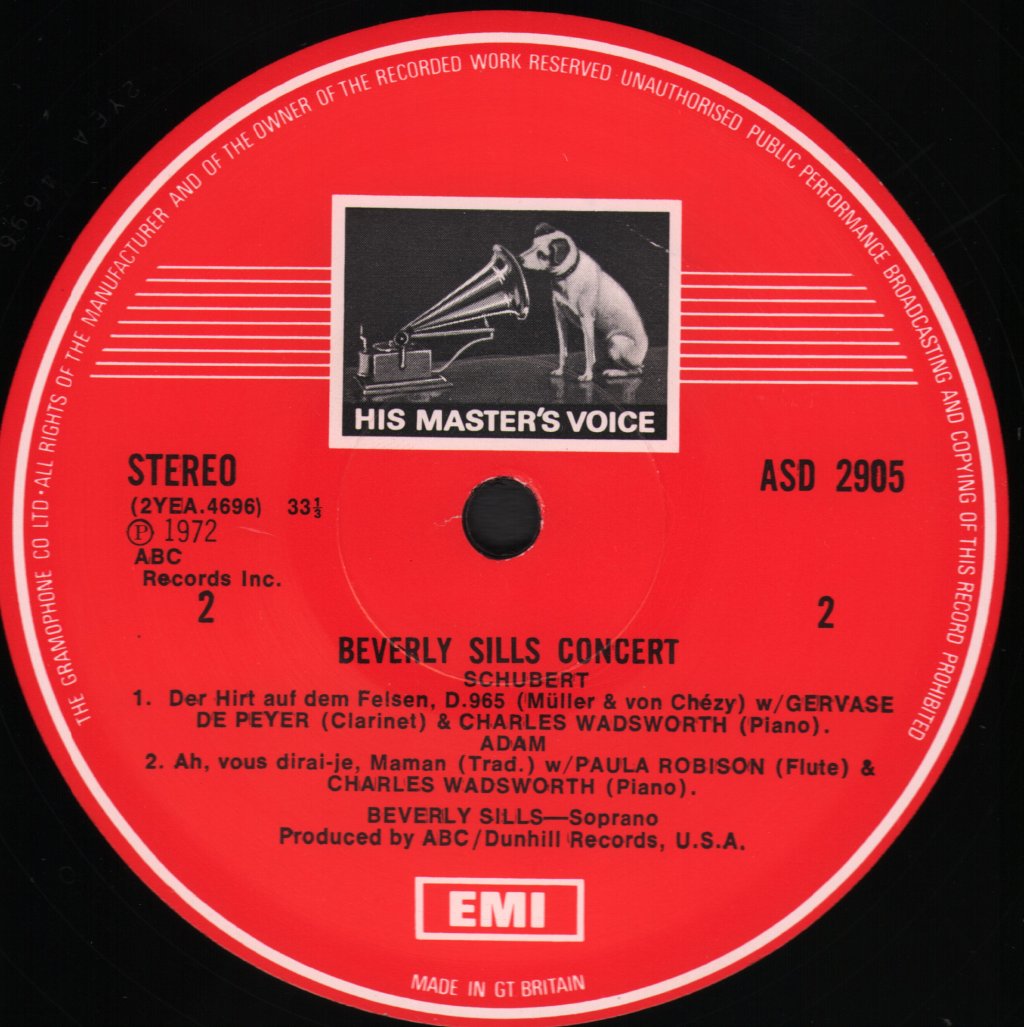 THE GRAMOPHONE CO LTD · ALL RIGHTS OF THE MANUFACTURER AND OF THE OWNER OF THE RECORDED WORK RESERVED UNAUTHORISED PUBLIC PERFORMANCE BROADCASTING AND COPYING OF THIS RECORD PROHIBITED
HIS MASTER'S VOICE
STEREO
ASD 2905
(2YEA.4696) 33⅓
Ⓟ 1972
ABC
Records Inc.
2
2
BEVERLY SILLS CONCERT
SCHUBERT
1. Der Hirt auf dem Felsen, D.965 (Müller & von Chézy) w/GERVASE
DE PEYER (Clarinet) & CHARLES WADSWORTH (Piano).
ADAM
2. Ah, vous dirai-je, Maman (Trad.) w/PAULA ROBISON (Flute) &
CHARLES WADSWORTH (Piano).
BEVERLY SILLS—Soprano
Produced by ABC/Dunhill Records, U.S.A.
EMI
MADE IN GT BRITAIN